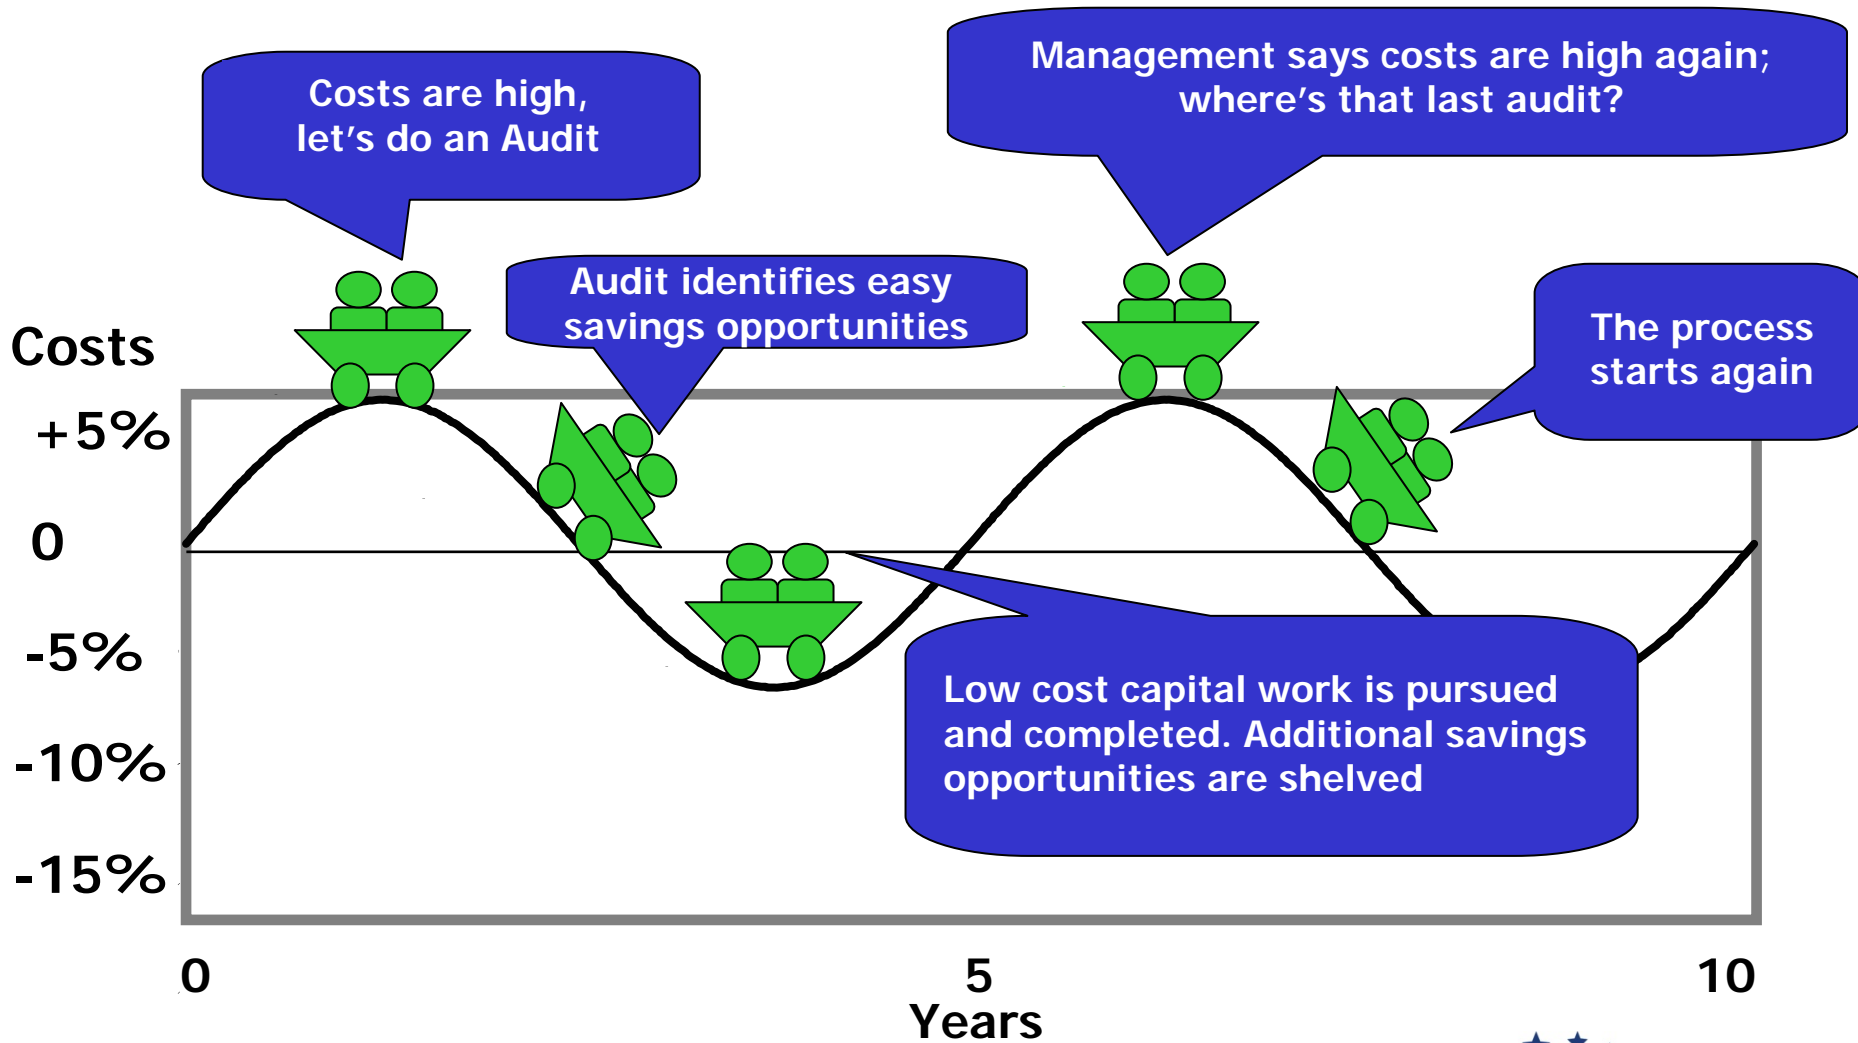 Costs are high,
let's do an Audit
Management says costs are high again;
where's that last audit?
Audit identifies easy
savings opportunities
The process
starts again
Costs
+5%
0
-5%
-10%
-15%
Low cost capital work is pursued
and completed. Additional savings
opportunities are shelved
0
5
10
Years